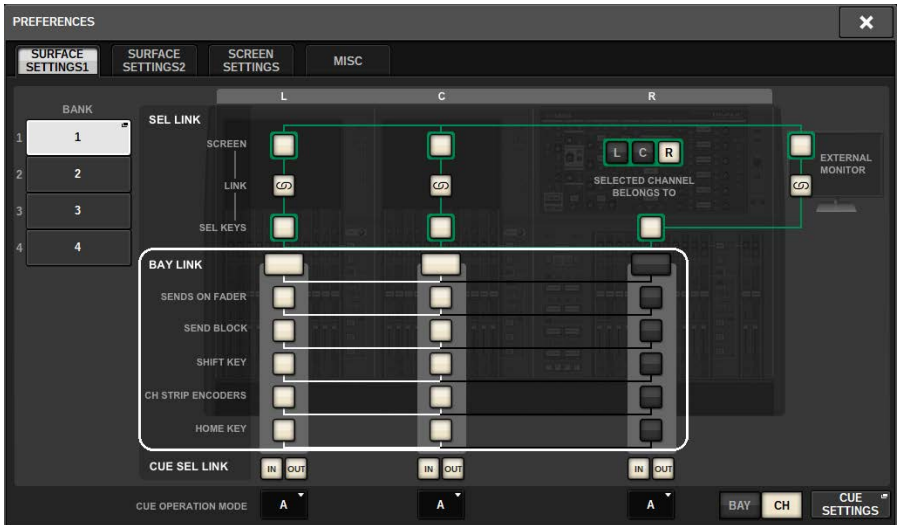 PREFERENCES
SURFACE SETTINGS1
SURFACE SETTINGS2
SCREEN SETTINGS
MISC
BANK
1
1
2
2
3
3
4
4
L
C
R
SEL LINK
SCREEN
LINK
SEL KEYS
L C R
SELECTED CHANNEL
BELONGS TO
EXTERNAL
MONITOR
BAY LINK
SENDS ON FADER
SEND BLOCK
SHIFT KEY
CH STRIP ENCODERS
HOME KEY
CUE SEL LINK
IN OUT
IN OUT
IN OUT
CUE OPERATION MODE
A
A
A
BAY CH
CUE
SETTINGS